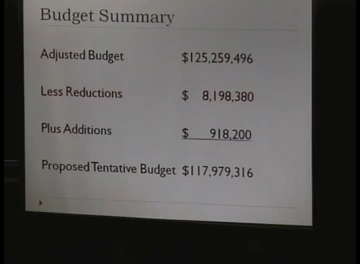 Budget Summary
Adjusted Budget $125,259,496
Less Reductions $ 8,198,380
Plus Additions $ 918,200
Proposed Tentative Budget $117,979,316